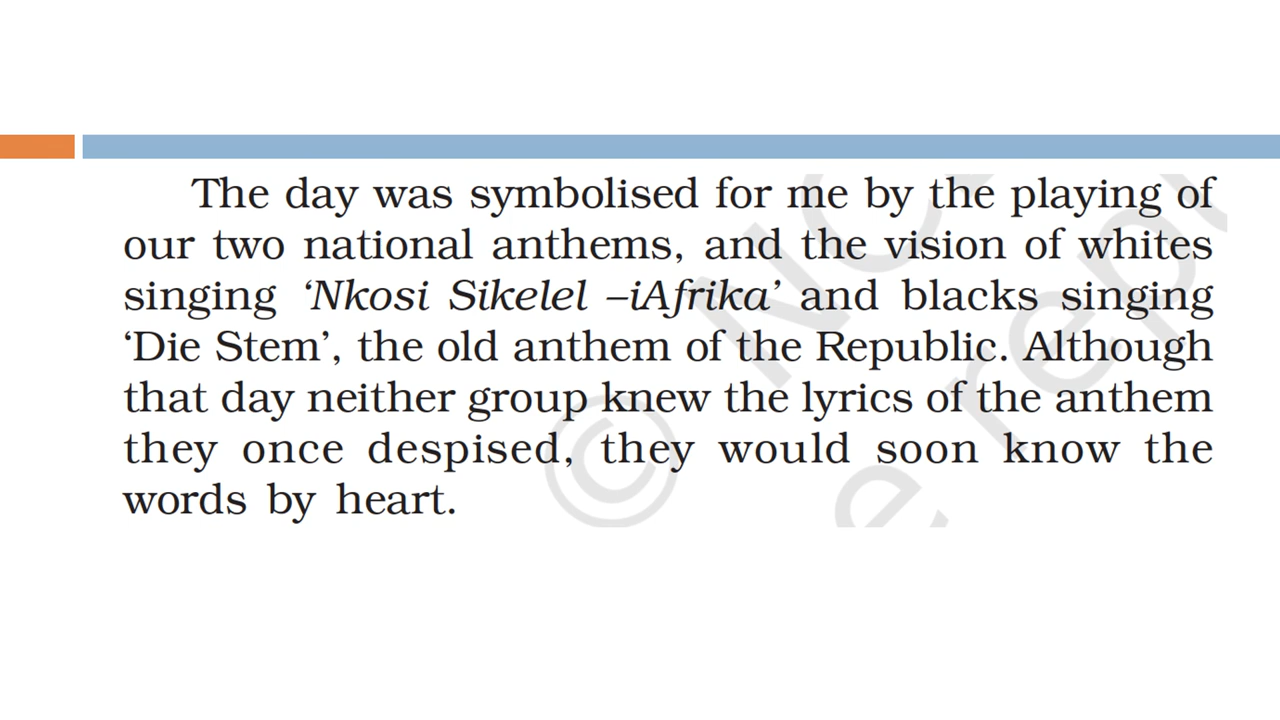 The day was symbolised for me by the playing of
our two national anthems, and the vision of whites
singing ‘Nkosi Sikelel –iAfrika’ and blacks singing
‘Die Stem’, the old anthem of the Republic. Although
that day neither group knew the lyrics of the anthem
they once despised, they would soon know the
words by heart.